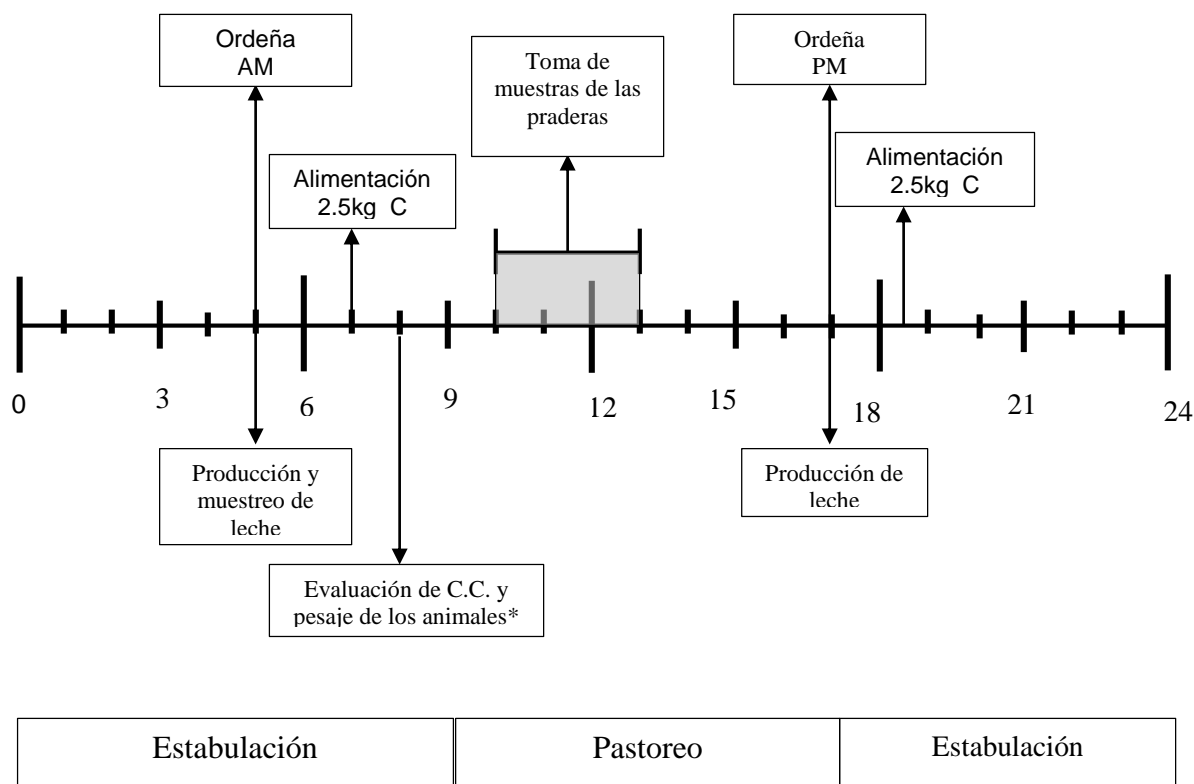 Ordeña
AM
Toma de
muestras de las
praderas
Ordeña
PM
Alimentación
2.5kg C
Alimentación
2.5kg C
0
3
6
9
12
15
18
21
24
Producción y
muestreo de
leche
Producción de
leche
Evaluación de C.C. y
pesaje de los animales*
Estabulación
Pastoreo
Estabulación